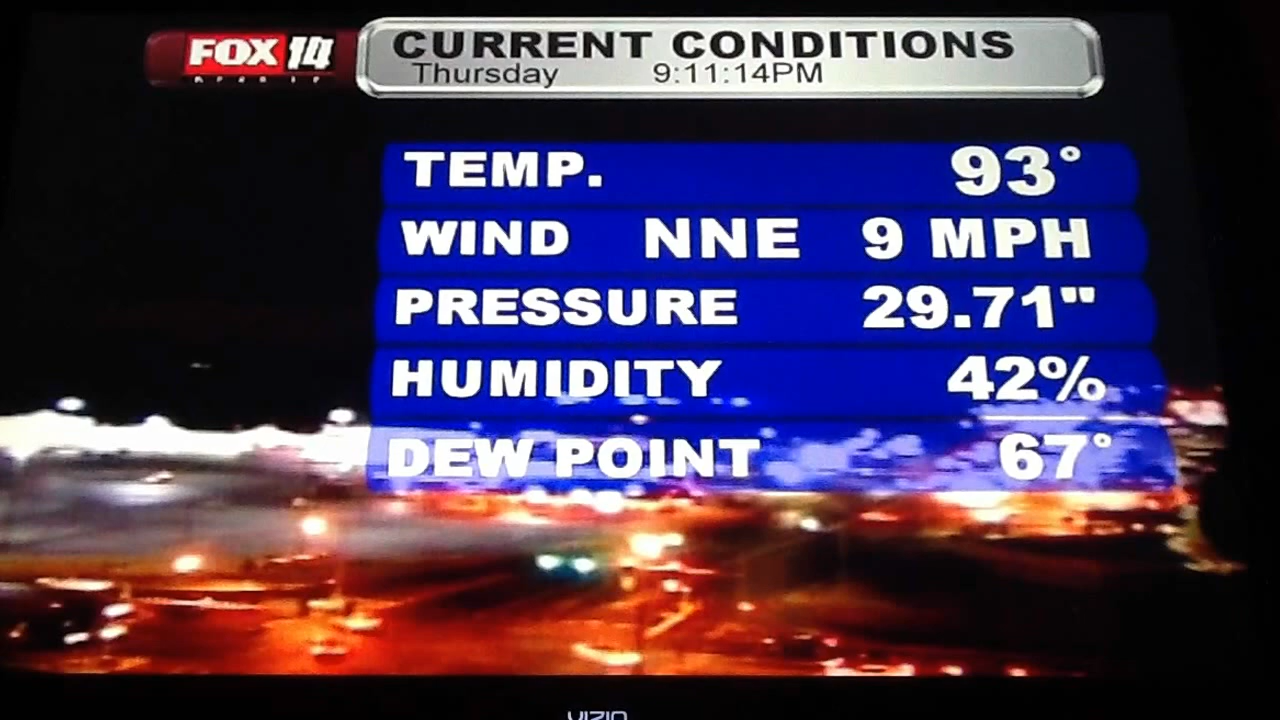 FOX 14
CURRENT CONDITIONS
Thursday 9:11:14PM
TEMP. 93°
WIND NNE 9 MPH
PRESSURE 29.71"
HUMIDITY 42%
DEW POINT 67°
VIZIO